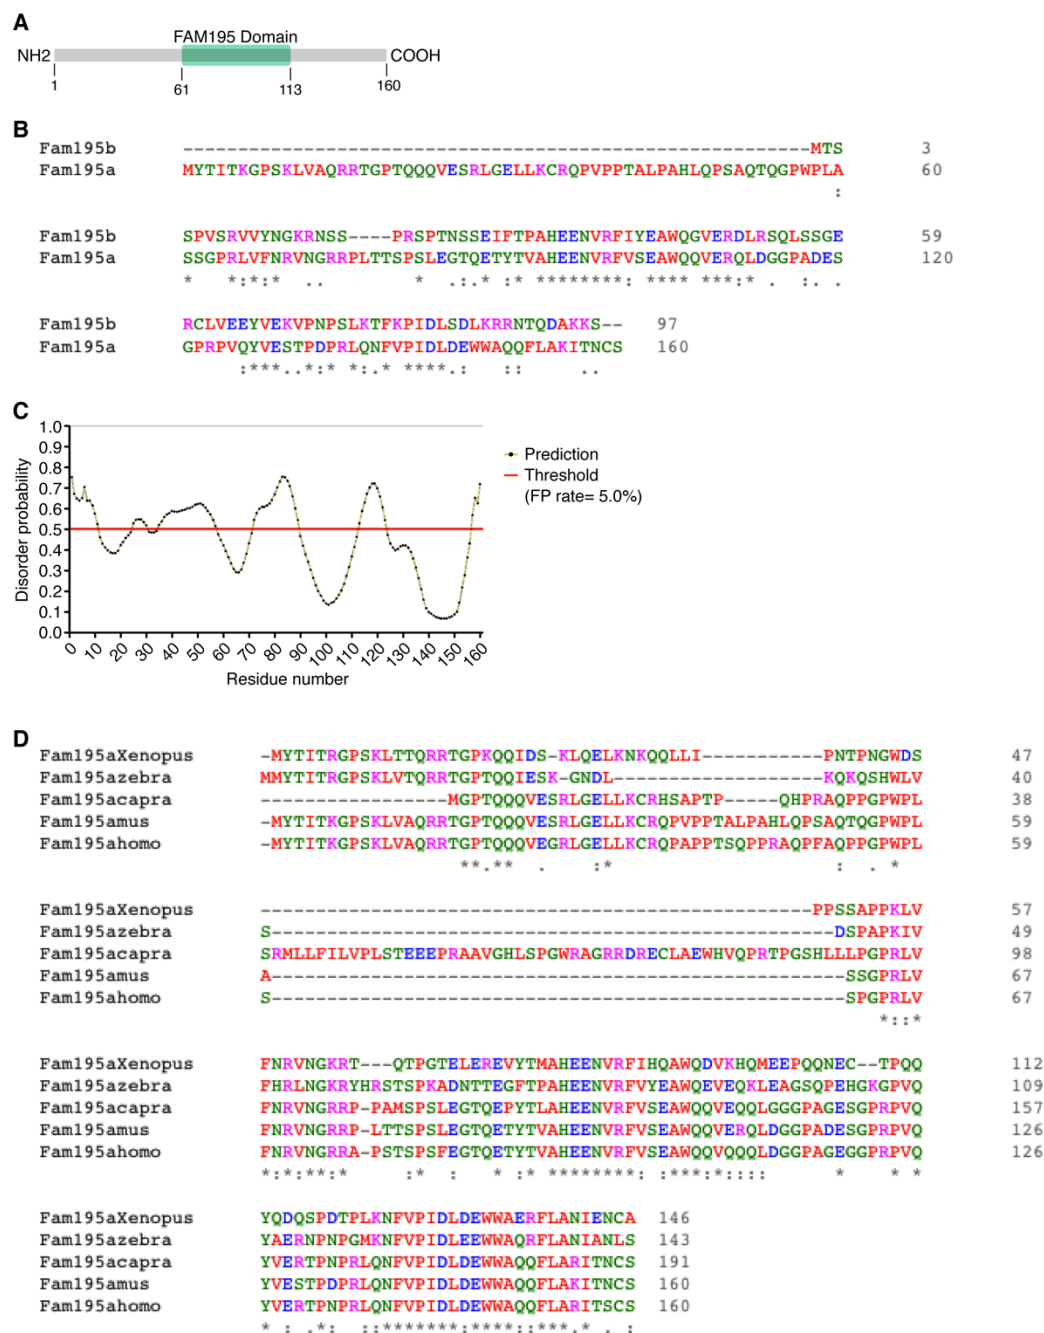 A
FAM195 Domain
NH2 COOH
1 61 113 160
B
Fam195b --------------------------------------------------------- MTS 3
Fam195a MYTITKGPSKLVAQRRTGPTQQQVESRLGELLKCRQPVPPTALPAHLQPSAQTQGPWPLA 60
:
Fam195b SPVSRVVYNGKRNSS----PRSPTNSSEIFTPAHEENVRFIYEAWQGVERDLRSQLSSGE 59
Fam195a SSGPRLVFNRVNGRRPLTTSPSLEGTQETYTVAHEENVRFVSEAWQQVERQLDGGPADES 120
* *:*:* .. * .:.* :* *********: **** ***:* . :. .
Fam195b RCLVEEYVEKVPNPSLKTFKPIDLSDLKRRNTQDAKKS-- 97
Fam195a GPRPVQYVESTPDPRLQNFVPIDLDEWWAQQFLAKITNCS 160
:***..*:* *:.* ****.: :: ..
C
1.0
0.9
0.8
0.7
0.6
0.5
0.4
0.3
0.2
0.1
0.0
Disorder probability
0 10 20 30 40 50 60 70 80 90 100 110 120 130 140 150 160
Residue number
Prediction
Threshold
(FP rate= 5.0%)
D
Fam195aXenopus -MYTITRGPSKLTTQRRTGPKQQIDS-KLQELKNKQQLLI-----------PNTPNGWDS 47
Fam195azebra MMYTITRGPSKLVTQRRTGPTQQIESK-GNDL-------------------KQKQSHWLV 40
Fam195acapra -----------------MGPTQQQVESRLGELLKCRHSAPTP-----QHPRAQPPGPWPL 38
Fam195amus -MYTITKGPSKLVAQRRTGPTQQQVESRLGELLKCRQPVPPTALPAHLQPSAQTQGPWPL 59
Fam195ahomo -MYTITKGPSKLVAQRRTGPTQQQVEGRLGELLKCRQPAPPTSQPPRAQPFAQPPGPWPL 59
**.** . :* : . *
Fam195aXenopus --------------------------------------------------PPSSAPPKLV 57
Fam195azebra S---------------------------------------------------DSPAPKIV 49
Fam195acapra SRMLLFILVPLSTEEEPRAAVGHLSPGWRAGRRDRECLAEWHVQPRTPGSHLLLPGPRLV 98
Fam195amus A----------------------------------------------------SSGPRLV 67
Fam195ahomo S----------------------------------------------------SPGPRLV 67
*::*
Fam195aXenopus FNRVNGKRT---QTPGTELEREVYTMAHEENVRFIHQAWQDVKHQMEEPQQNEC--TPQQ 112
Fam195azebra FHRLNGKRYHRSTSPKADNTTEGFTPAHEENVRFVYEAWQEVEQKLEAGSQPEHGKGPVQ 109
Fam195acapra FNRVNGRRP-PAMSPSLEGTQEPYTLAHEENVRFVSEAWQQVEQQLGGGPAGESGPRPVQ 157
Fam195amus FNRVNGRRP-LTTSPSLEGTQETYTVAHEENVRFVSEAWQQVERQLDGGPADESGPRPVQ 126
Fam195ahomo FNRVNGRRA-PSTSPSFEGTQETYTVAHEENVRFVSEAWQQVQQQLDGGPAGEGGPRPVQ 126
*:*:**:* :* : * :* ********: :***:*:::: * * *
Fam195aXenopus YQDQSPDTPLKNFVPIDLDEWWAERFLANIENCA 146
Fam195azebra YAERNPNPGMKNFVPIDLEEWWAQRFLANIANLS 143
Fam195acapra YVERTPNPRLQNFVPIDLDEWWAQQFLARITNCS 191
Fam195amus YVESTPDPRLQNFVPIDLDEWWAQQFLAKITNCS 160
Fam195ahomo YVERTPNPRLQNFVPIDLDEWWAQQFLARITSCS 160
* : .*: ::*******:****::***.* . :